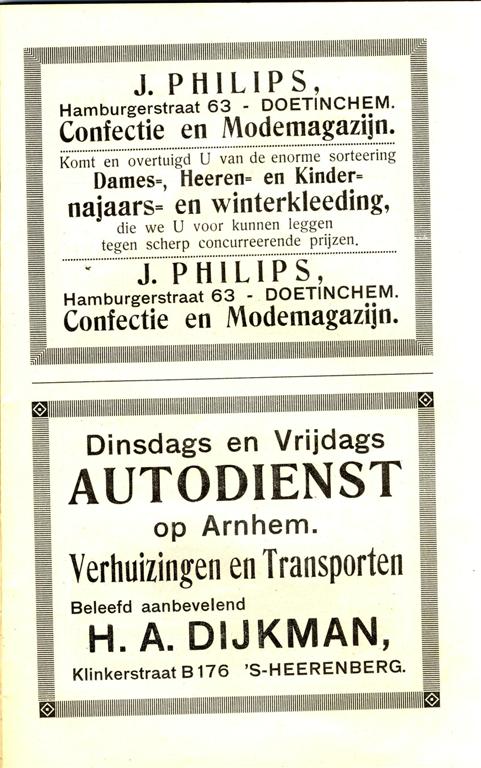 J. PHILIPS,
Hamburgerstraat 63 - DOETINCHEM.
Confectie en Modemagazijn.
Komt en overtuigd U van de enorme sorteering
Dames-, Heeren- en Kinder-
najaars- en winterkleeding,
die we U voor kunnen leggen
tegen scherp concurreerende prijzen.
J. PHILIPS,
Hamburgerstraat 63 - DOETINCHEM.
Confectie en Modemagazijn.
Dinsdags en Vrijdags
AUTODIENST
op Arnhem.
Verhuizingen en Transporten
Beleefd aanbevelend
H. A. DIJKMAN,
Klinkerstraat B 176 'S-HEERENBERG.